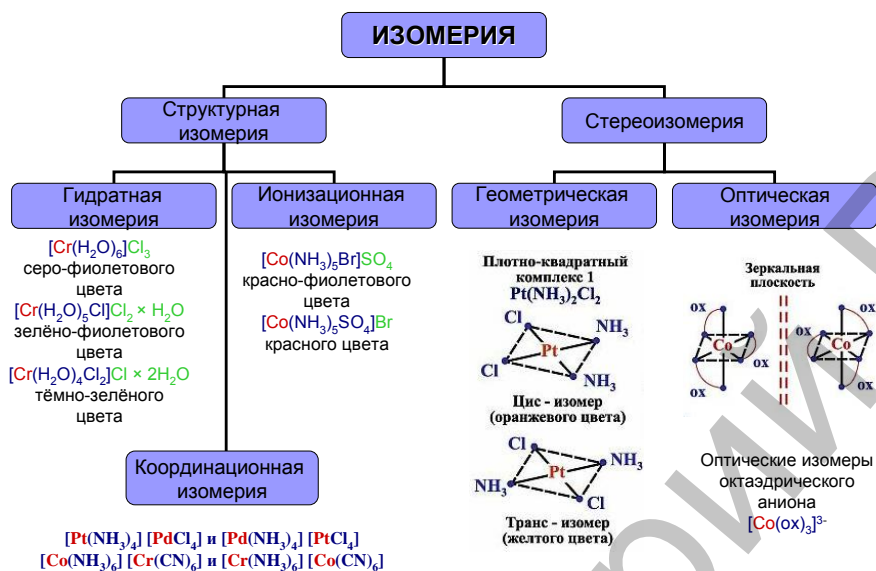 ИЗОМЕРИЯ
Структурная
изомерия
Стереоизомерия
Гидратная
изомерия
Ионизационная
изомерия
Геометрическая
изомерия
Оптическая
изомерия
[Cr(H₂O)₆]Cl₃
серо-фиолетового
цвета
[Cr(H₂O)₅Cl]Cl₂ × H₂O
зелёно-фиолетового
цвета
[Cr(H₂O)₄Cl₂]Cl × 2H₂O
тёмно-зелёного
цвета
[Co(NH₃)₅Br]SO₄
красно-фиолетового
цвета
[Co(NH₃)₅SO₄]Br
красного цвета
Плотно-квадратный
комплекс 1
Pt(NH₃)₂Cl₂
Cl
NH₃
Pt
Cl
NH₃
Цис - изомер
(оранжевого цвета)
Cl
NH₃
Pt
NH₃
Cl
Транс - изомер
(желтого цвета)
Зеркальная
плоскость
ox
ox
Co
Co
ox
ox
ox
ox
Оптические изомеры
октаэдрического
аниона
[Co(ox)₃]³⁻
Координационная
изомерия
[Pt(NH₃)₄] [PdCl₄] и [Pd(NH₃)₄] [PtCl₄]
[Co(NH₃)₆] [Cr(CN)₆] и [Cr(NH₃)₆] [Co(CN)₆]